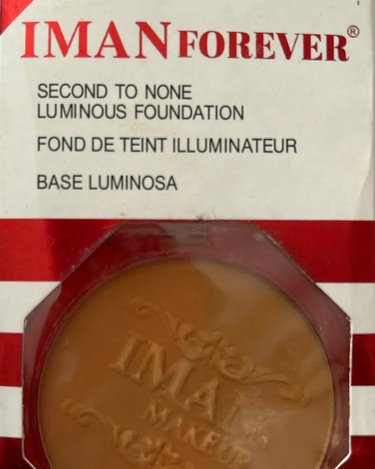 IMAN FOREVER®
SECOND TO NONE
LUMINOUS FOUNDATION
FOND DE TEINT ILLUMINATEUR
BASE LUMINOSA
IMAN
MAKEUP